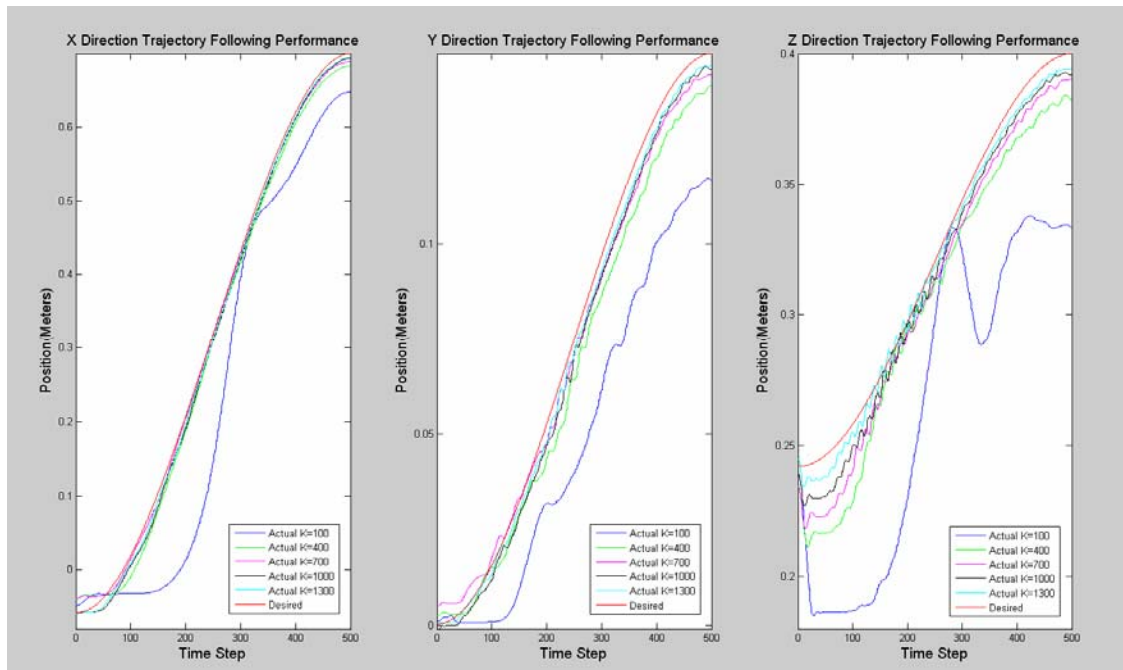 X Direction Trajectory Following Performance
Position (Meters)
0.6
0.5
0.4
0.3
0.2
0.1
0
0
100
200
300
400
500
Time Step
Actual K=100
Actual K=400
Actual K=700
Actual K=1000
Actual K=1300
Desired
Y Direction Trajectory Following Performance
Position (Meters)
0.1
0.05
0
0
100
200
300
400
500
Time Step
Actual K=100
Actual K=400
Actual K=700
Actual K=1000
Actual K=1300
Desired
Z Direction Trajectory Following Performance
Position (Meters)
0.4
0.35
0.3
0.25
0.2
0
100
200
300
400
500
Time Step
Actual K=100
Actual K=400
Actual K=700
Actual K=1000
Actual K=1300
Desired